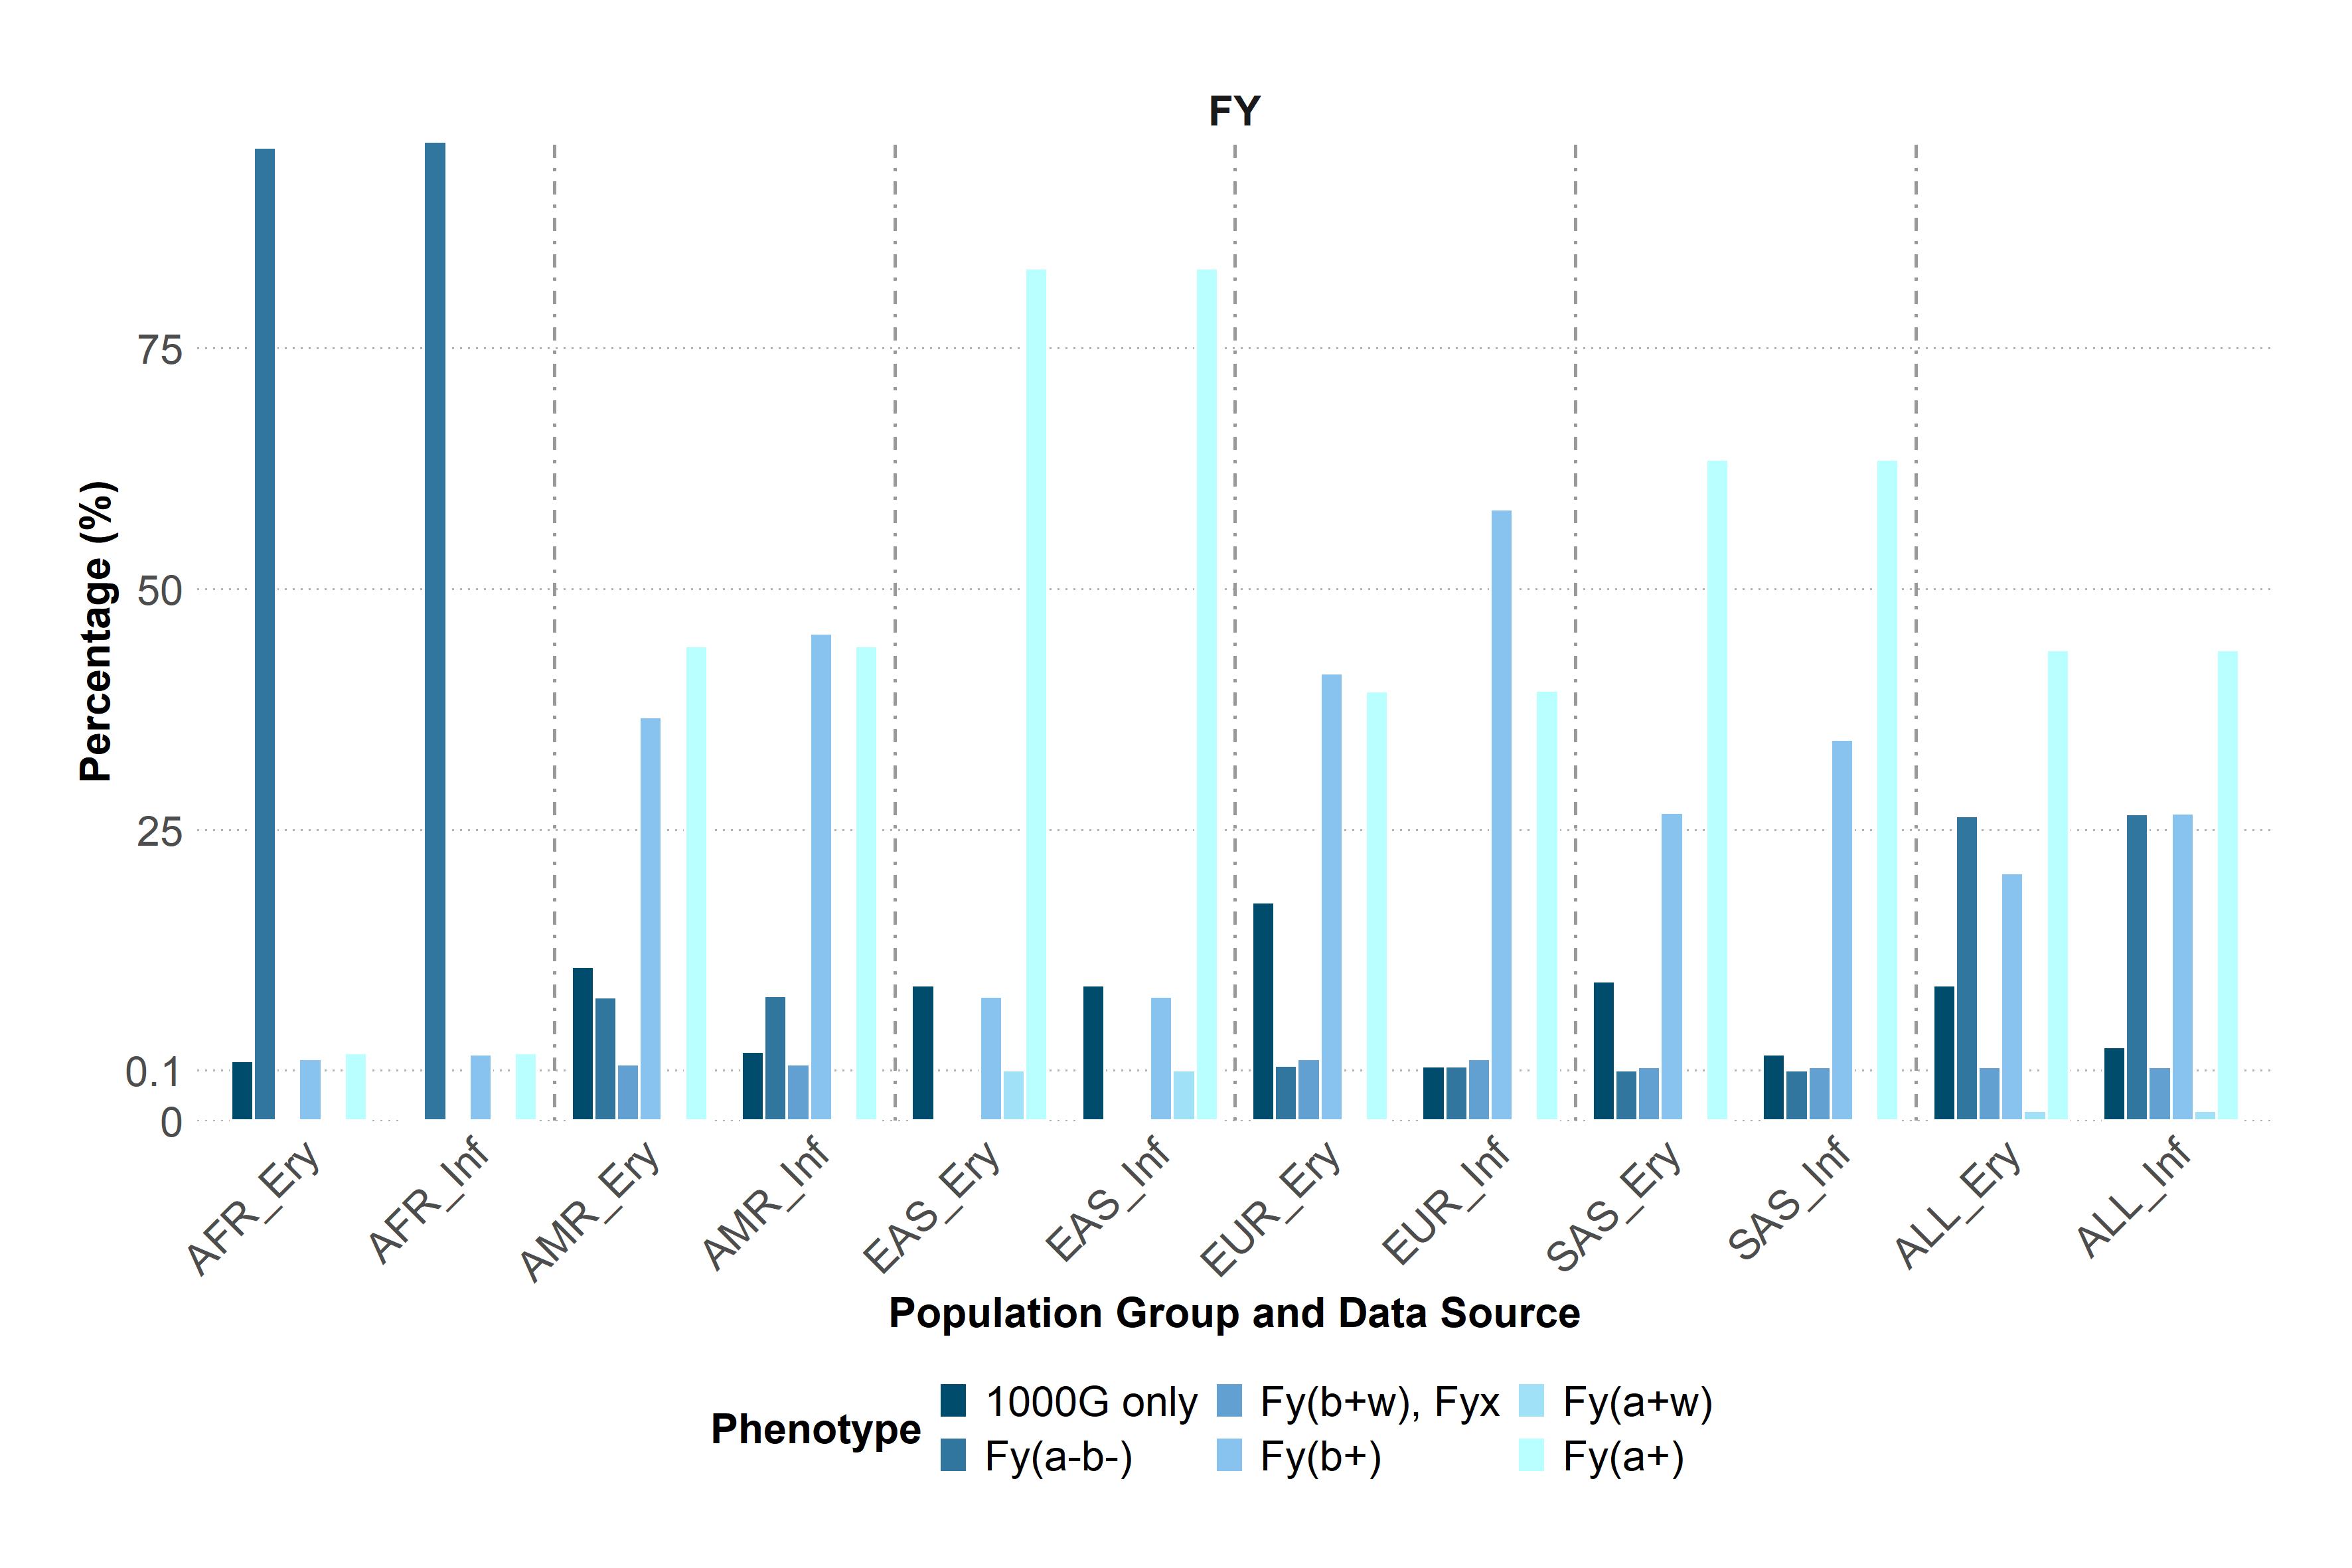 FY
Percentage (%)
75
50
25
0.1
0
AFR_Ery
AFR_Inf
AMR_Ery
AMR_Inf
EAS_Ery
EAS_Inf
EUR_Ery
EUR_Inf
SAS_Ery
SAS_Inf
ALL_Ery
ALL_Inf
Population Group and Data Source
Phenotype
1000G only
Fy(b+w), Fyx
Fy(a+w)
Fy(a-b-)
Fy(b+)
Fy(a+)